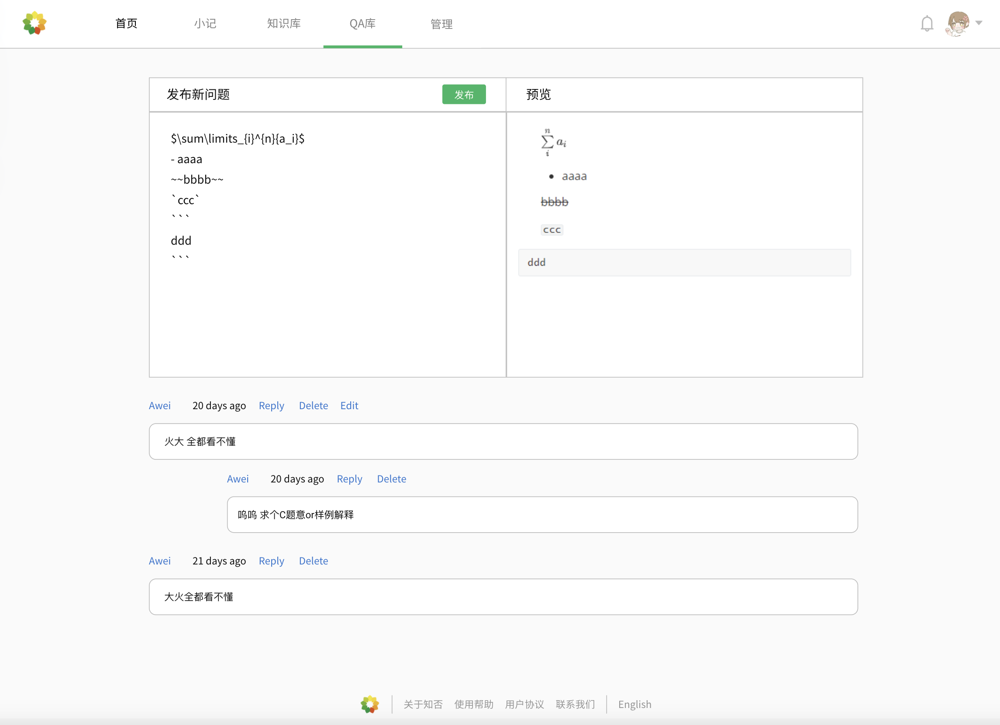 首页 小记 知识库 QA库 管理
发布新问题 发布 预览
$\sum\limits_{i}^{n}{a_i}$
- aaaa
~~bbbb~~
`ccc`
```
ddd
```
n
∑ a_i
i
• aaaa
bbbb
ccc
ddd
Awei 20 days ago Reply Delete Edit
火大 全都看不懂
Awei 20 days ago Reply Delete
呜呜 求个C题意or样例解释
Awei 21 days ago Reply Delete
大火全都看不懂
关于知否 使用帮助 用户协议 联系我们 English